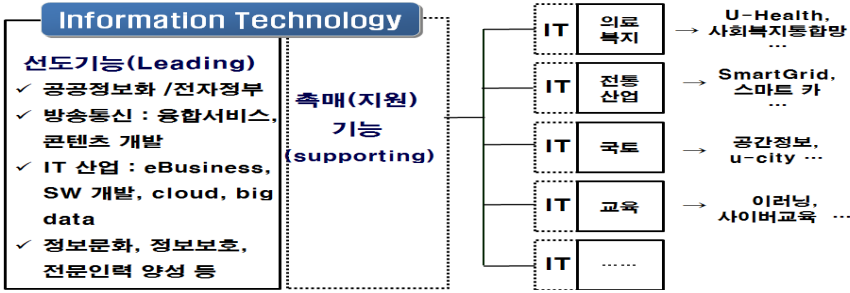 Information Technology
선도기능(Leading)
✓ 공공정보화 /전자정부
✓ 방송통신 : 융합서비스,
콘텐츠 개발
✓ IT 산업 : eBusiness,
SW 개발, cloud, big
data
✓ 정보문화, 정보보호,
전문인력 양성 등
촉매(지원)
기능
(supporting)
IT 의료
복지 → U-Health,
사회복지통합망
…
IT 전통
산업 → SmartGrid,
스마트 카
…
IT 국토 → 공간정보,
u-city …
IT 교육 → 이러닝,
사이버교육 …
IT ……